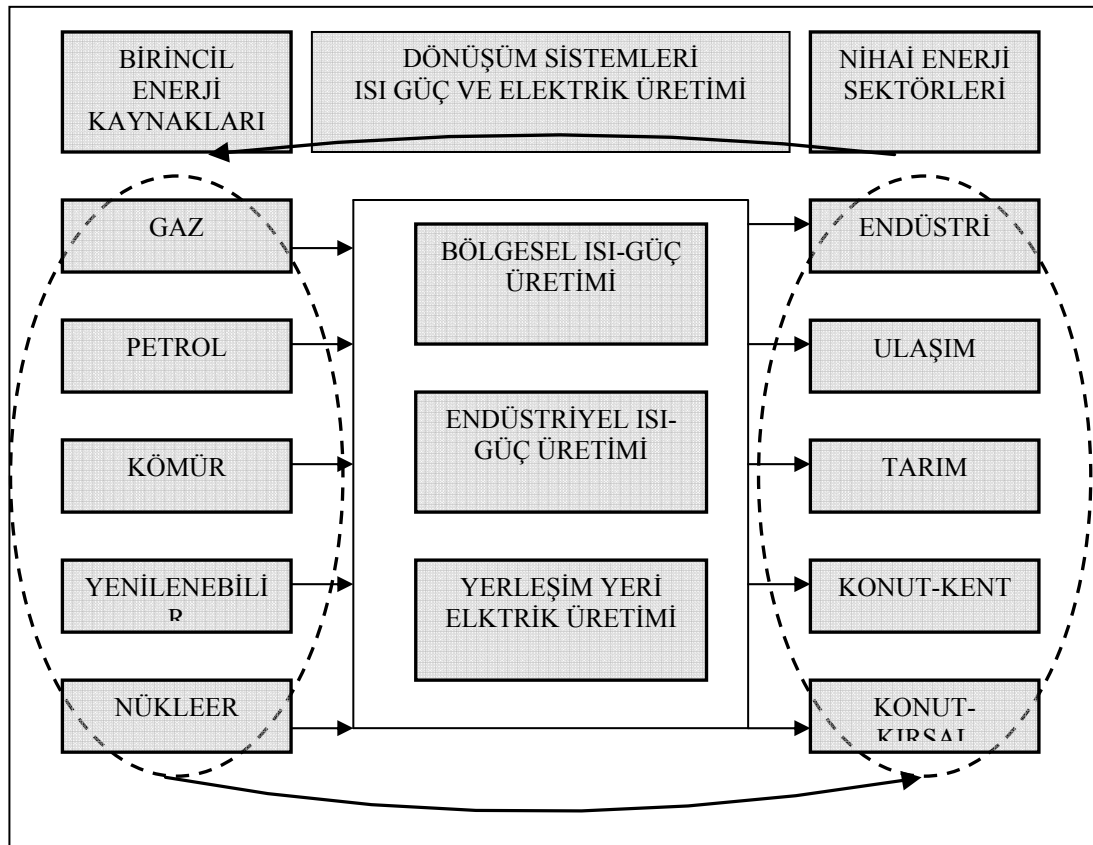 BİRİNCİL
ENERJİ
KAYNAKLARI
DÖNÜŞÜM SİSTEMLERİ
ISI GÜÇ VE ELEKTRİK ÜRETİMİ
NİHAİ ENERJİ
SEKTÖRLERİ
GAZ
PETROL
KÖMÜR
YENİLENEBİLİ
R
NÜKLEER
BÖLGESEL ISI-GÜÇ
ÜRETİMİ
ENDÜSTRİYEL ISI-
GÜÇ ÜRETİMİ
YERLEŞİM YERİ
ELKTRİK ÜRETİMİ
ENDÜSTRİ
ULAŞIM
TARIM
KONUT-KENT
KONUT-
KIRSAL